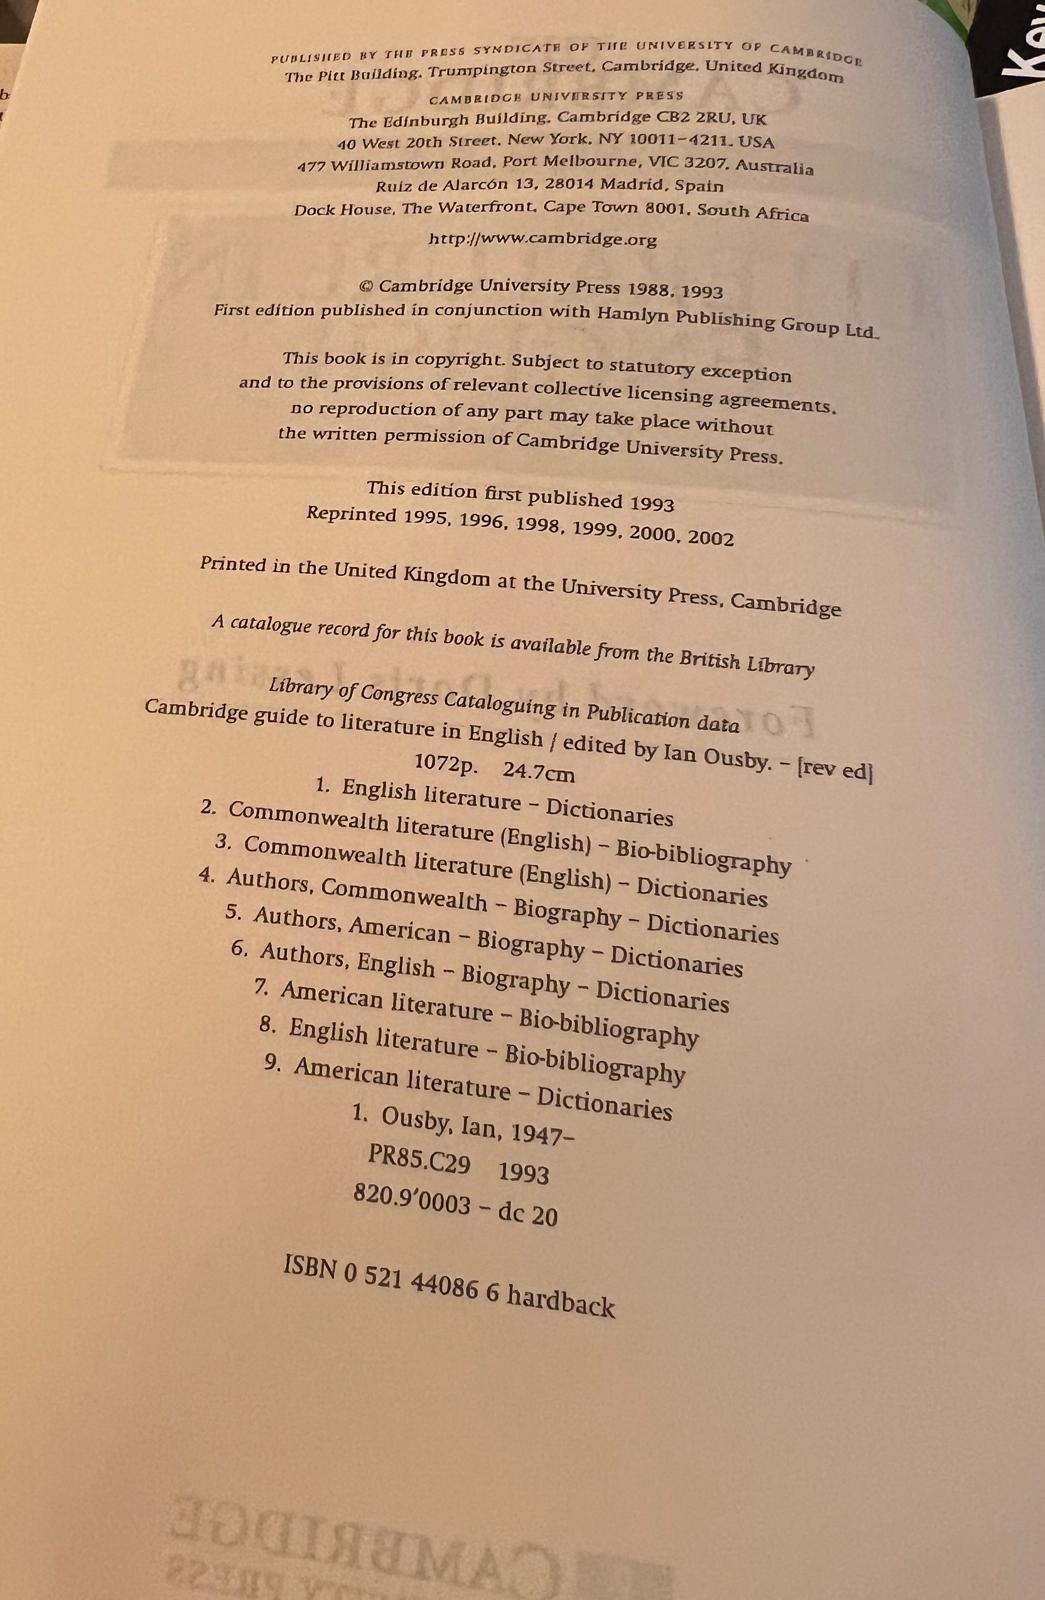 PUBLISHED BY THE PRESS SYNDICATE OF THE UNIVERSITY OF CAMBRIDGE
The Pitt Building, Trumpington Street, Cambridge, United Kingdom
CAMBRIDGE UNIVERSITY PRESS
The Edinburgh Building, Cambridge CB2 2RU, UK
40 West 20th Street, New York, NY 10011–4211, USA
477 Williamstown Road, Port Melbourne, VIC 3207, Australia
Ruiz de Alarcón 13, 28014 Madrid, Spain
Dock House, The Waterfront, Cape Town 8001, South Africa
http://www.cambridge.org
© Cambridge University Press 1988, 1993
First edition published in conjunction with Hamlyn Publishing Group Ltd.
This book is in copyright. Subject to statutory exception
and to the provisions of relevant collective licensing agreements,
no reproduction of any part may take place without
the written permission of Cambridge University Press.
This edition first published 1993
Reprinted 1995, 1996, 1998, 1999, 2000, 2002
Printed in the United Kingdom at the University Press, Cambridge
A catalogue record for this book is available from the British Library
Library of Congress Cataloguing in Publication data
Cambridge guide to literature in English / edited by Ian Ousby. – [rev ed]
1072p. 24.7cm
1. English literature – Dictionaries
2. Commonwealth literature (English) – Bio-bibliography
3. Commonwealth literature (English) – Dictionaries
4. Authors, Commonwealth – Biography – Dictionaries
5. Authors, American – Biography – Dictionaries
6. Authors, English – Biography – Dictionaries
7. American literature – Bio-bibliography
8. English literature – Bio-bibliography
9. American literature – Dictionaries
1. Ousby, Ian, 1947–
PR85.C29 1993
820.9′0003 – dc 20
ISBN 0 521 44086 6 hardback